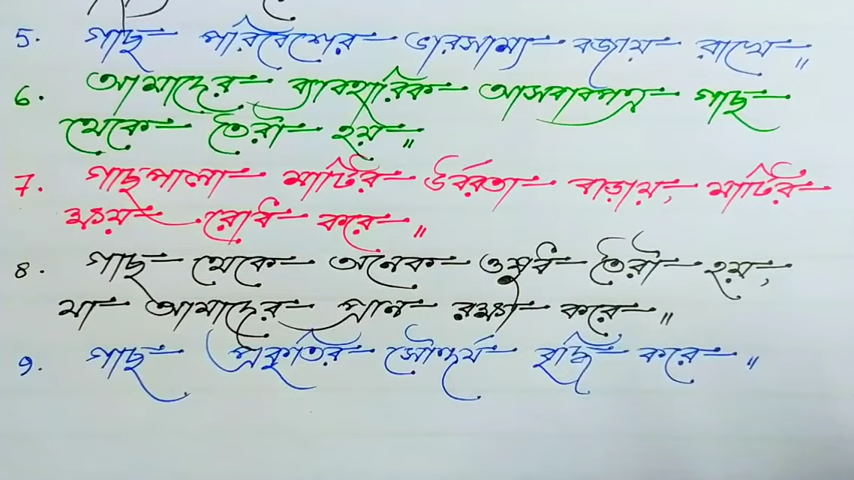 5. গাছ পরিবেশের ভারসাম্য বজায় রাখে॥
6. আমাদের ব্যাবহারিক আসবাবপত্র গাছ
থেকে তৈরী হয়॥
7. গাছপালা মাটির উর্বরতা বাড়ায়, মাটির
ক্ষয় রোধ করে॥
8. গাছ থেকে অনেক ওষুধ তৈরী হয়,
যা আমাদের প্রান রক্ষা করে॥
9. গাছ প্রকৃতির সৌন্দর্য বৃদ্ধি করে॥